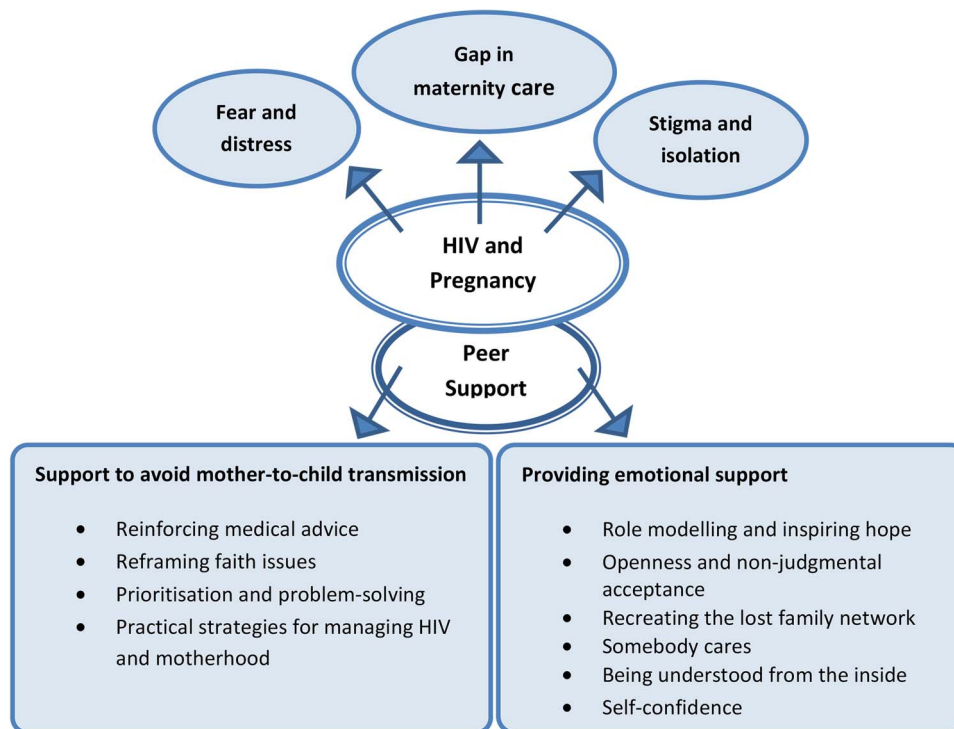 Gap in
maternity care
Fear and
distress
Stigma and
isolation
HIV and
Pregnancy
Peer
Support
Support to avoid mother-to-child transmission
• Reinforcing medical advice
• Reframing faith issues
• Prioritisation and problem-solving
• Practical strategies for managing HIV
and motherhood
Providing emotional support
• Role modelling and inspiring hope
• Openness and non-judgmental
acceptance
• Recreating the lost family network
• Somebody cares
• Being understood from the inside
• Self-confidence